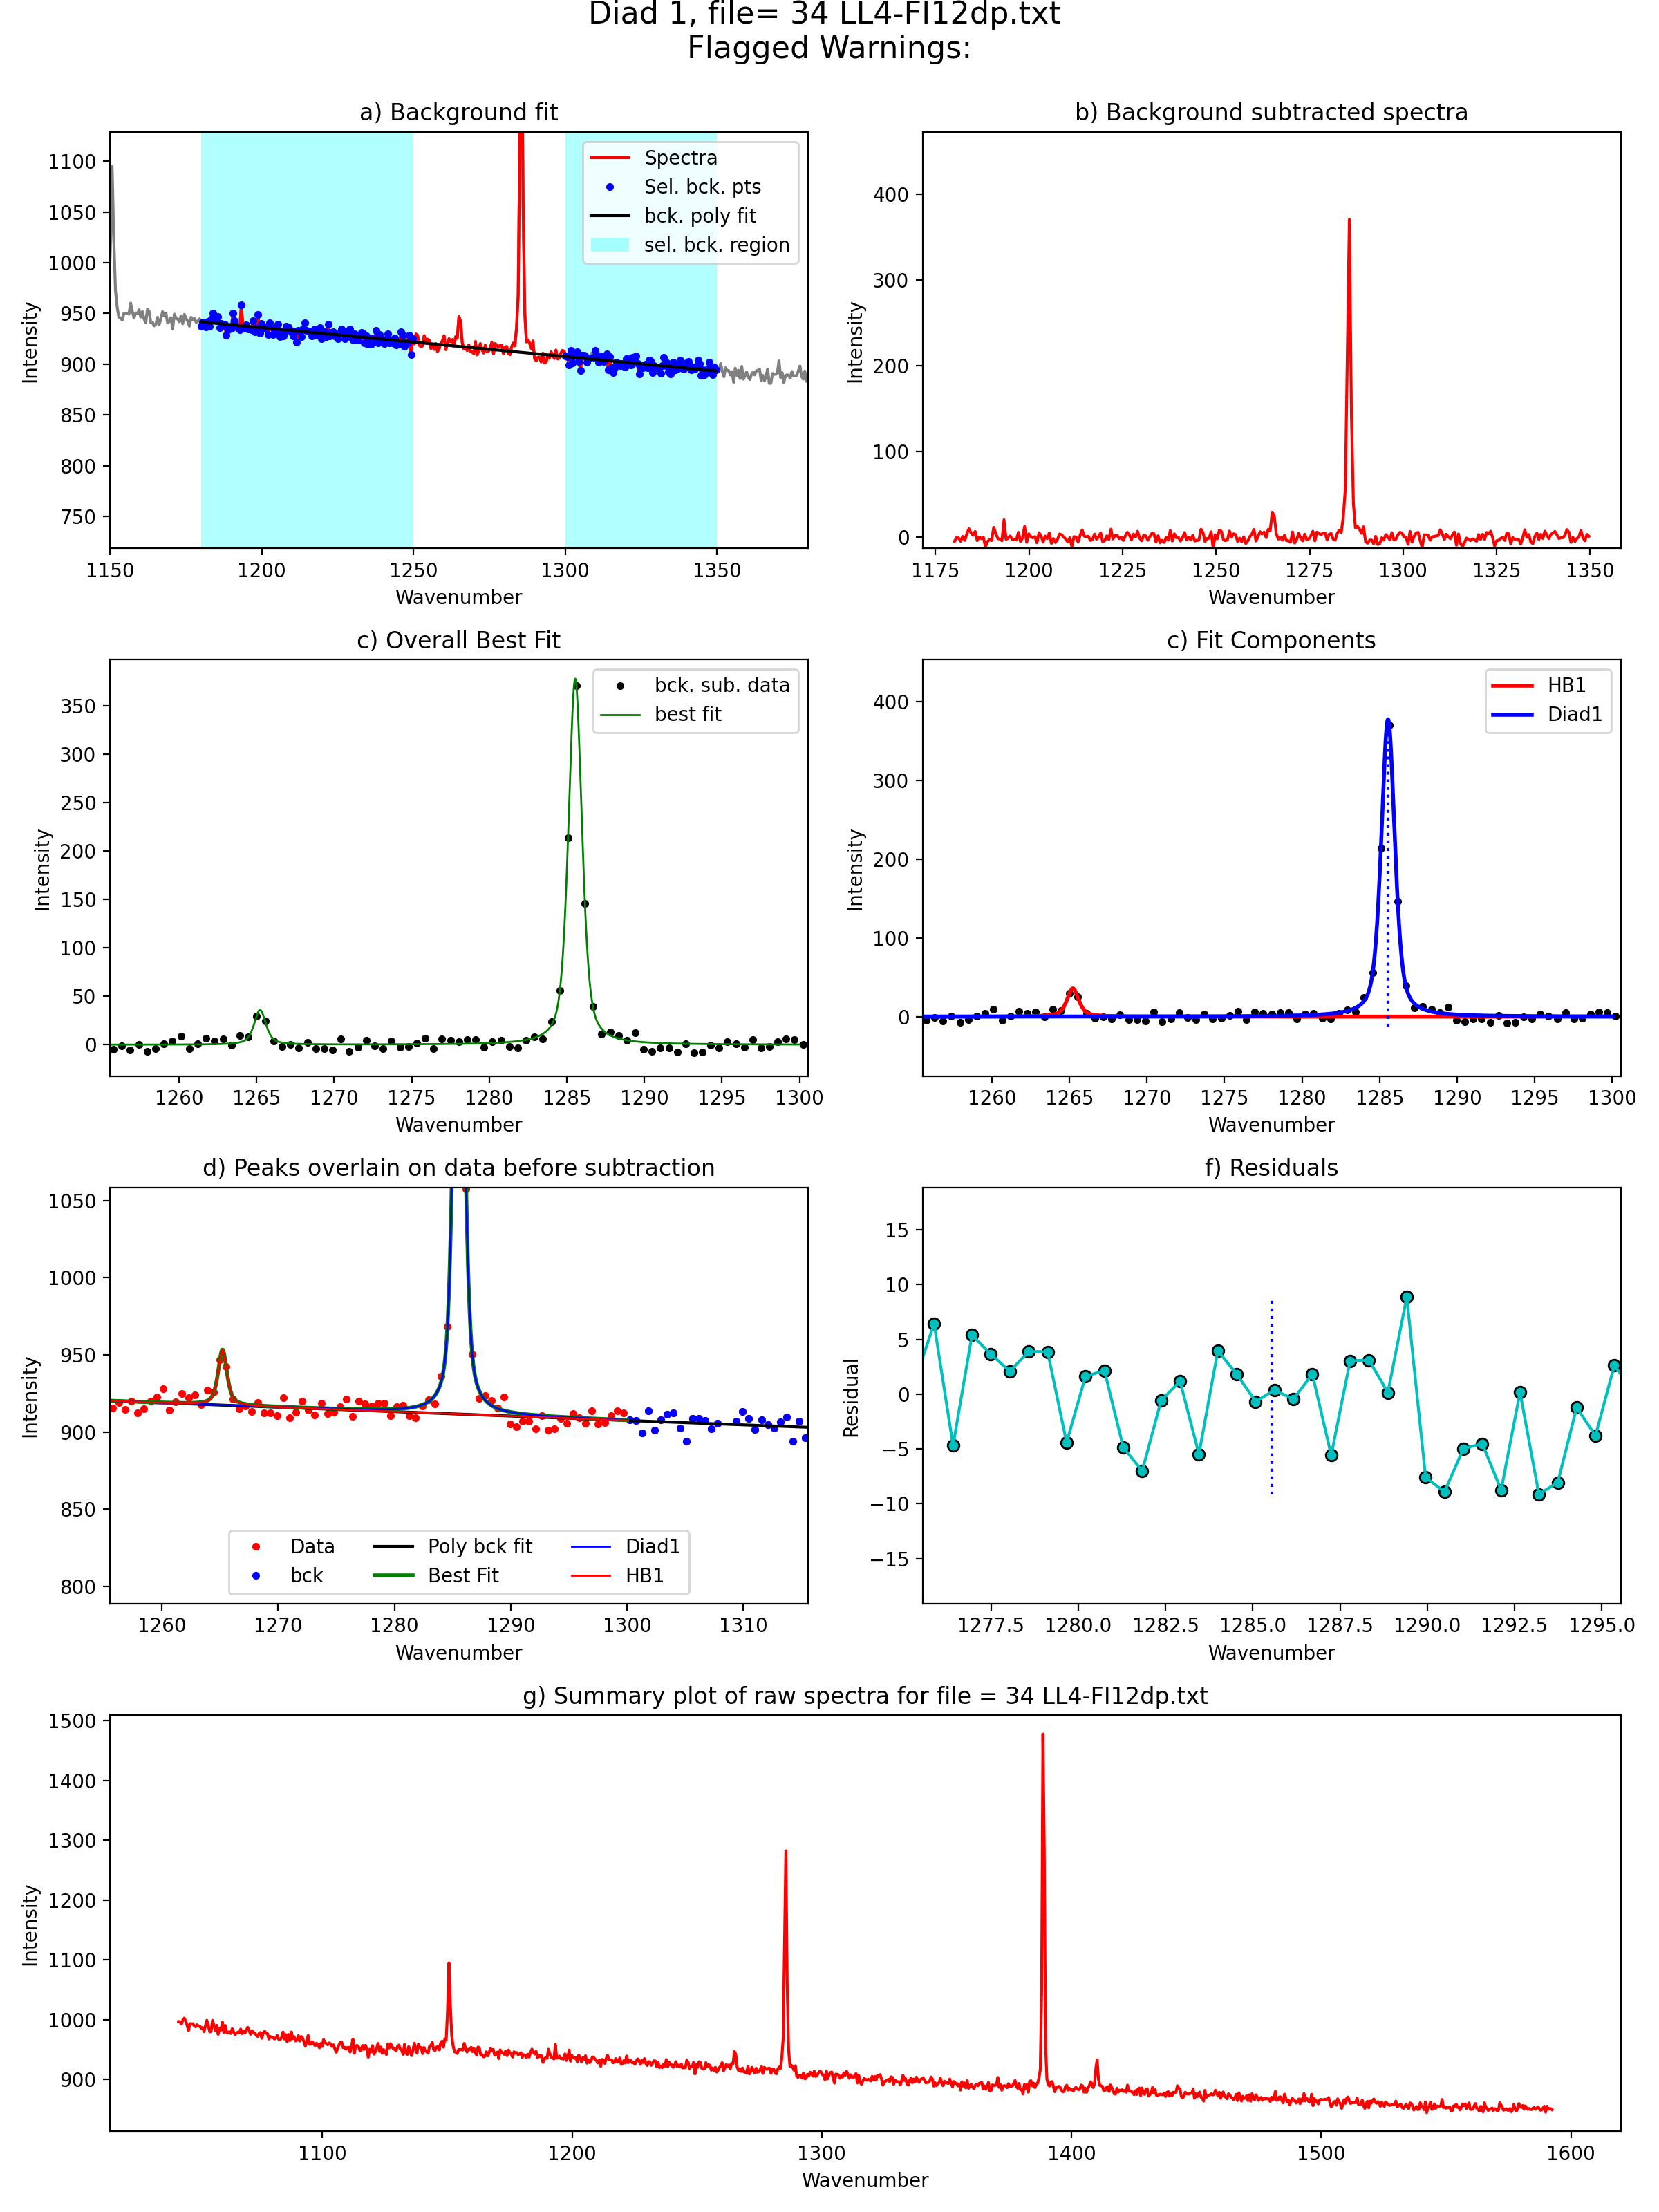 Diad 1, file= 34 LL4-FI12dp.txt
Flagged Warnings:
a) Background fit
Intensity
1100
1050
1000
950
900
850
800
750
Spectra
Sel. bck. pts
bck. poly fit
sel. bck. region
1150 1200 1250 1300 1350
Wavenumber
b) Background subtracted spectra
Intensity
400
300
200
100
0
1175 1200 1225 1250 1275 1300 1325 1350
Wavenumber
c) Overall Best Fit
Intensity
350
300
250
200
150
100
50
0
bck. sub. data
best fit
1260 1265 1270 1275 1280 1285 1290 1295 1300
Wavenumber
c) Fit Components
Intensity
400
300
200
100
0
HB1
Diad1
1260 1265 1270 1275 1280 1285 1290 1295 1300
Wavenumber
d) Peaks overlain on data before subtraction
Intensity
1050
1000
950
900
850
800
Data Poly bck fit Diad1
bck Best Fit HB1
1260 1270 1280 1290 1300 1310
Wavenumber
f) Residuals
Residual
15
10
5
0
−5
−10
−15
1277.5 1280.0 1282.5 1285.0 1287.5 1290.0 1292.5 1295.0
Wavenumber
g) Summary plot of raw spectra for file = 34 LL4-FI12dp.txt
Intensity
1500
1400
1300
1200
1100
1000
900
1100 1200 1300 1400 1500 1600
Wavenumber